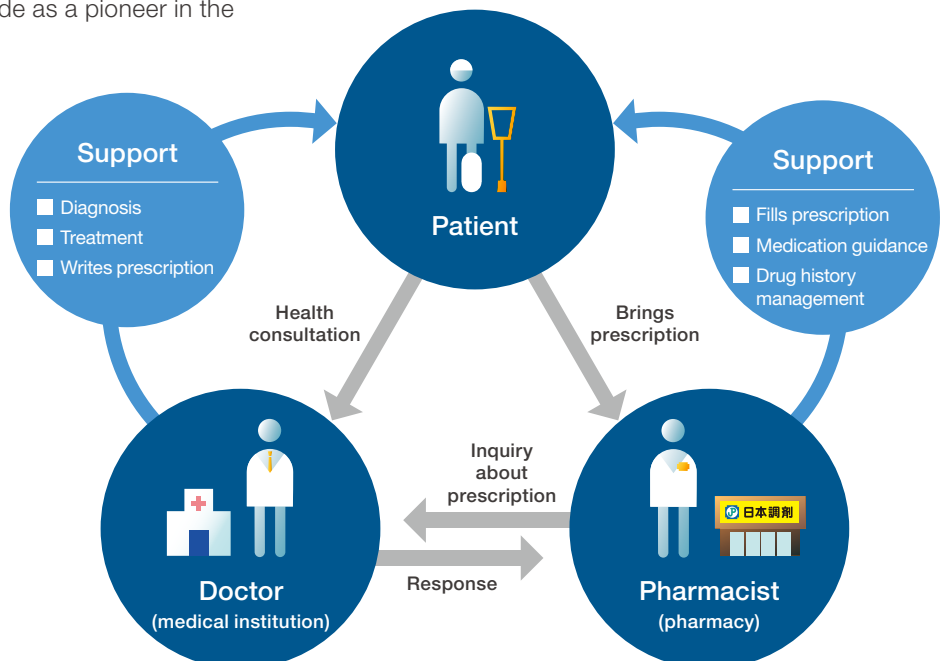 de as a pioneer in the
Support
Diagnosis
Treatment
Writes prescription
Patient
Support
Fills prescription
Medication guidance
Drug history
management
Health
consultation
Brings
prescription
Inquiry
about
prescription
Response
Doctor
(medical institution)
日本調剤
Pharmacist
(pharmacy)